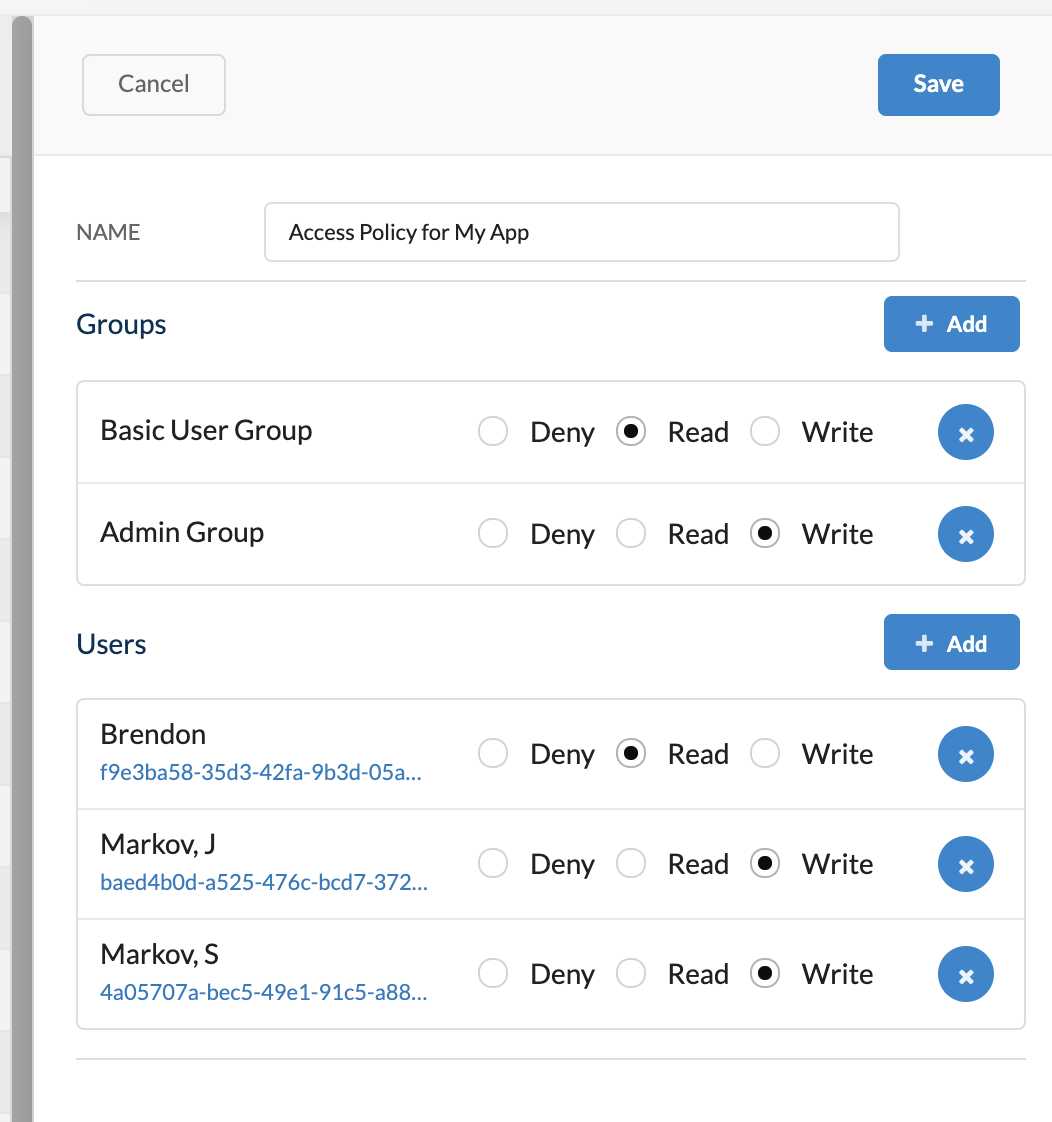 Cancel Save
NAME Access Policy for My App
Groups + Add
Basic User Group Deny Read Write
Admin Group Deny Read Write
Users + Add
Brendon
f9e3ba58-35d3-42fa-9b3d-05a... Deny Read Write
Markov, J
baed4b0d-a525-476c-bcd7-372... Deny Read Write
Markov, S
4a05707a-bec5-49e1-91c5-a88... Deny Read Write